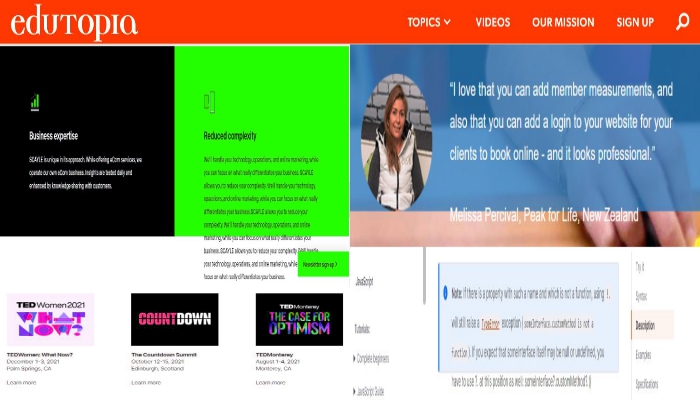 edutopia
TOPICS VIDEOS OUR MISSION SIGN UP
Business expertise
SCAYLE is unique in its approach. While offering eCom services, we
operate our own eCom business. Insights are tested daily and
enhanced by knowledge sharing with customers.
Reduced complexity
We'll handle your technology, operations, and online marketing, while
you can focus on what really differentiates your business. SCAYLE
allows you to reduce your complexity. We'll handle your technology,
operations, and online marketing, while you can focus on what really
differentiates your business. SCAYLE allows you to reduce your
complexity. We'll handle your technology, operations, and online
marketing, while you can focus on what really differentiates your
business. SCAYLE allows you to reduce your complexity. We'll handle
your technology, operations, and online marketing, while you can
focus on what really differentiates your business.
Newsletter sign up
"I love that you can add member measurements, and
also that you can add a login to your website for your
clients to book online - and it looks professional."
Melissa Percival, Peak for Life, New Zealand
TEDWomen2021
WHAT
NOW?
TEDWomen: What Now?
December 1-3, 2021
Palm Springs, CA
Learn more
COUNTDOWN
The Countdown Summit
October 12-15, 2021
Edinburgh, Scotland
Learn more
TEDMonterey
THE CASE FOR
OPTIMISM
TEDMonterey
August 1-4, 2021
Monterey, CA
Learn more
JavaScript
Tutorials:
Complete beginners
JavaScript Guide
Note: If there is a property with such a name and which is not a function, using ?.
will still raise a TypeError exception (someInterface.customMethod is not a
function). If you expect that someInterface itself may be null or undefined, you
have to use ?. at this position as well: someInterface?.customMethod?.()
Try it
Syntax
Description
Examples
Specifications